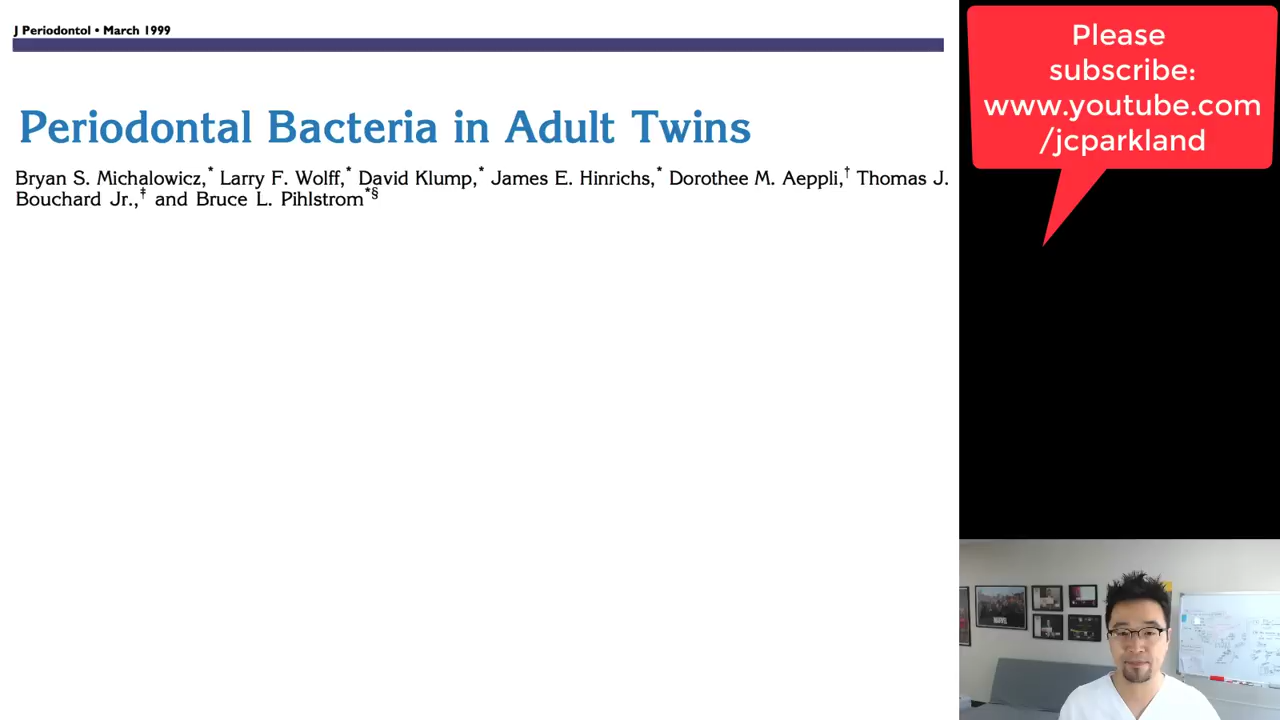 J Periodontol • March 1999
Periodontal Bacteria in Adult Twins
Bryan S. Michalowicz,* Larry F. Wolff,* David Klump,* James E. Hinrichs,* Dorothee M. Aeppli,† Thomas J.
Bouchard Jr.,‡ and Bruce L. Pihlstrom*§
Please
subscribe:
www.youtube.com
/jcparkland